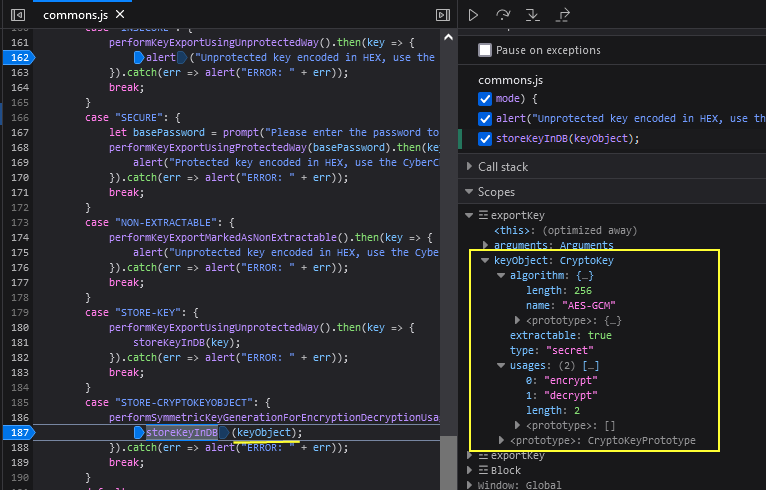 commons.js
case "INSECURE": {
161 performKeyExportUsingUnprotectedWay().then(key => {
162 alert("Unprotected key encoded in HEX, use the
163 }).catch(err => alert("ERROR: " + err));
164 break;
165 }
166 case "SECURE": {
167 let basePassword = prompt("Please enter the password to
168 performKeyExportUsingProtectedWay(basePassword).then(key
169 alert("Protected key encoded in HEX, use the CyberCh
170 }).catch(err => alert("ERROR: " + err));
171 break;
172 }
173 case "NON-EXTRACTABLE": {
174 performKeyExportMarkedAsNonExtractable().then(key => {
175 alert("Unprotected key encoded in HEX, use the Cybe
176 }).catch(err => alert("ERROR: " + err));
177 break;
178 }
179 case "STORE-KEY": {
180 performKeyExportUsingUnprotectedWay().then(key => {
181 storeKeyInDB(key);
182 }).catch(err => alert("ERROR: " + err));
183 break;
184 }
185 case "STORE-CRYPTOKEYOBJECT": {
186 performSymmetricKeyGenerationForEncryptionDecryptionUsa
187 storeKeyInDB(keyObject);
188 }).catch(err => alert("ERROR: " + err));
189 break;
190 }
Pause on exceptions
commons.js
mode) {
alert("Unprotected key encoded in HEX, use th
storeKeyInDB(keyObject);
Call stack
Scopes
exportKey
<this>: (optimized away)
arguments: Arguments
keyObject: CryptoKey
algorithm: {…}
length: 256
name: "AES-GCM"
<prototype>: {…}
extractable: true
type: "secret"
usages: (2) […]
0: "encrypt"
1: "decrypt"
length: 2
<prototype>: []
<prototype>: CryptoKeyPrototype
exportKey
Block
Window: Global